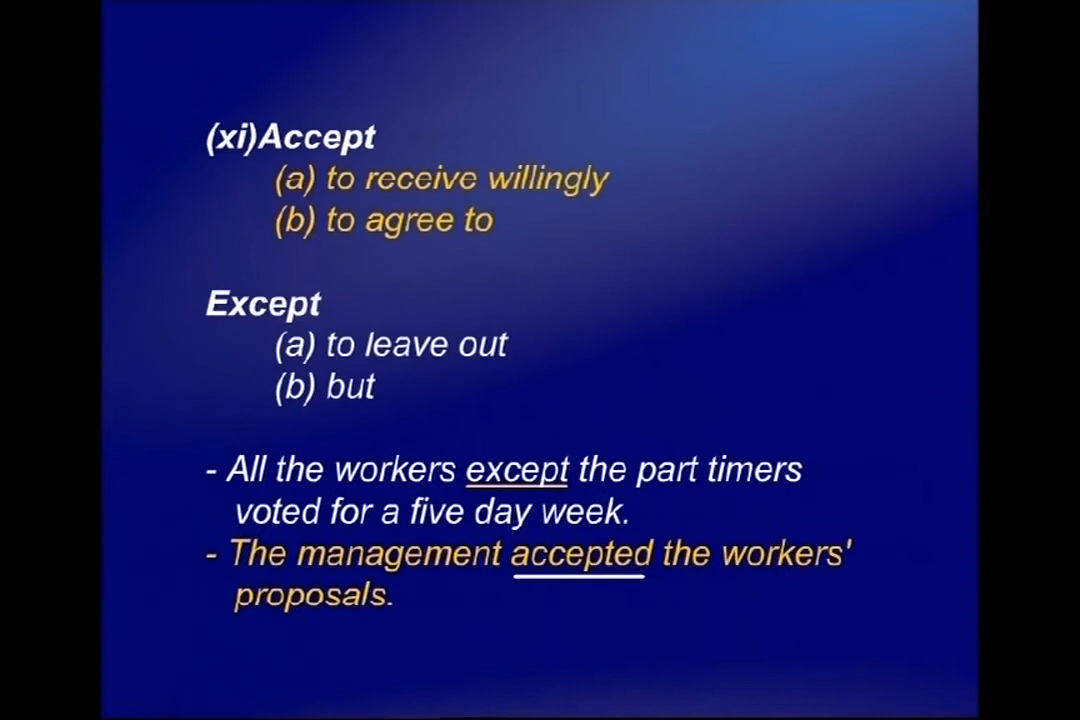 (xi)Accept
(a) to receive willingly
(b) to agree to
Except
(a) to leave out
(b) but
- All the workers except the part timers
voted for a five day week.
- The management accepted the workers'
proposals.